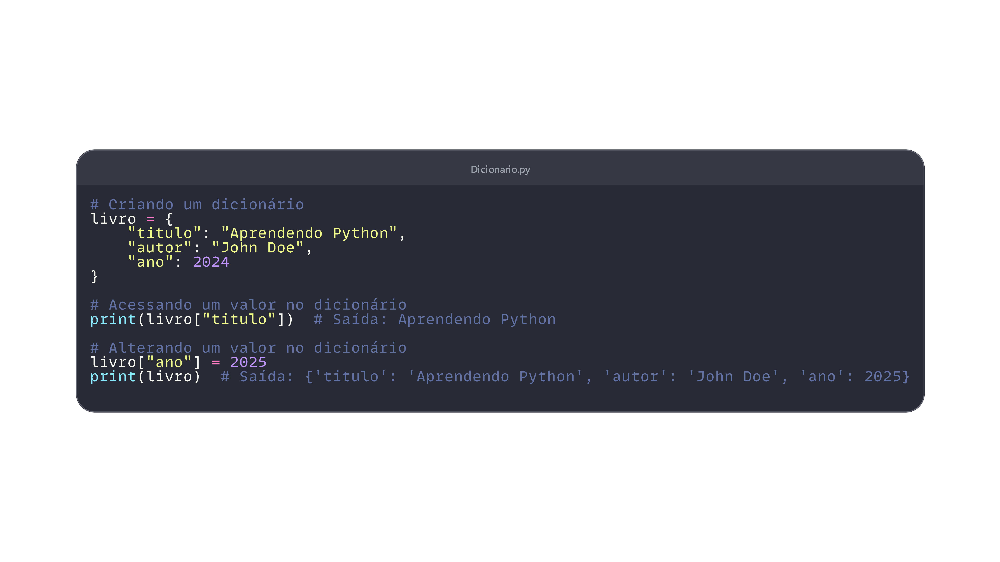 Dicionario.py
# Criando um dicionário
livro = {
    "titulo": "Aprendendo Python",
    "autor": "John Doe",
    "ano": 2024
}
# Acessando um valor no dicionário
print(livro["titulo"])  # Saída: Aprendendo Python
# Alterando um valor no dicionário
livro["ano"] = 2025
print(livro)  # Saída: {'titulo': 'Aprendendo Python', 'autor': 'John Doe', 'ano': 2025}